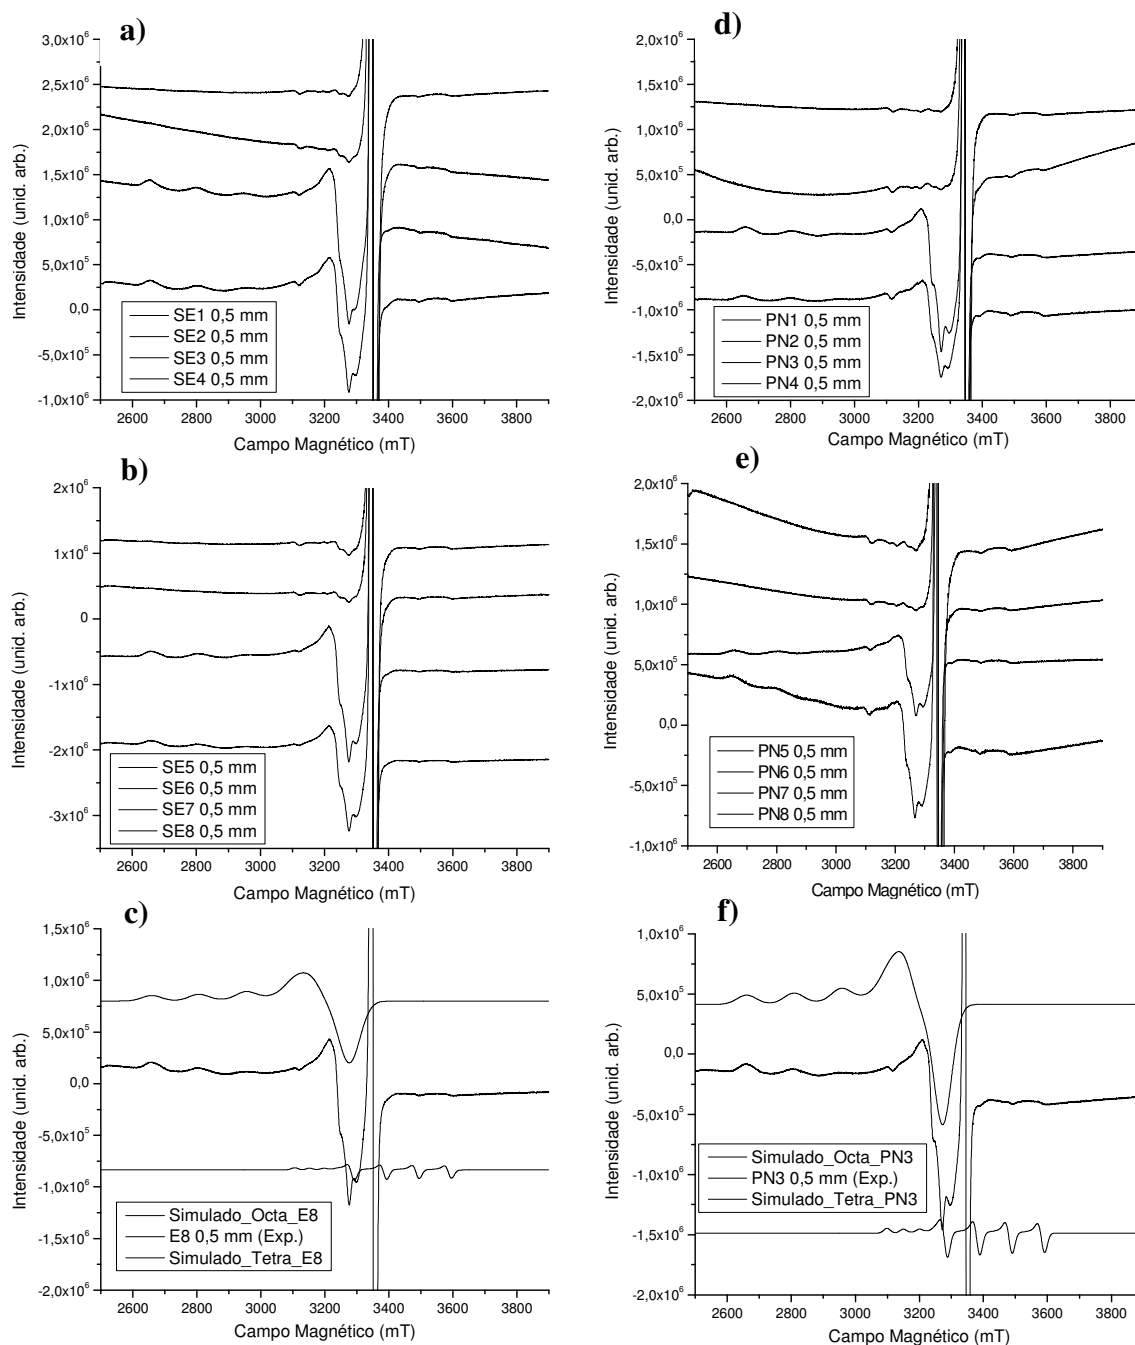 a)
3,0x10⁶
2,5x10⁶
2,0x10⁶
1,5x10⁶
1,0x10⁶
5,0x10⁵
0,0
-5,0x10⁵
-1,0x10⁶
Intensidade (unid. arb.)
SE1 0,5 mm
SE2 0,5 mm
SE3 0,5 mm
SE4 0,5 mm
2600 2800 3000 3200 3400 3600 3800
Campo Magnético (mT)
d)
2,0x10⁶
1,5x10⁶
1,0x10⁶
5,0x10⁵
0,0
-5,0x10⁵
-1,0x10⁶
-1,5x10⁶
-2,0x10⁶
Intensidade (unid. arb.)
PN1 0,5 mm
PN2 0,5 mm
PN3 0,5 mm
PN4 0,5 mm
2600 2800 3000 3200 3400 3600 3800
Campo Magnético (mT)
b)
2x10⁶
1x10⁶
0
-1x10⁶
-2x10⁶
-3x10⁶
Intensidade (unid. arb.)
SE5 0,5 mm
SE6 0,5 mm
SE7 0,5 mm
SE8 0,5 mm
2600 2800 3000 3200 3400 3600 3800
Campo Magnético (mT)
e)
2,0x10⁶
1,5x10⁶
1,0x10⁶
5,0x10⁵
0,0
-5,0x10⁵
-1,0x10⁶
Intensidade (unid. arb.)
PN5 0,5 mm
PN6 0,5 mm
PN7 0,5 mm
PN8 0,5 mm
2600 2800 3000 3200 3400 3600 3800
Campo Magnético (mT)
c)
1,5x10⁶
1,0x10⁶
5,0x10⁵
0,0
-5,0x10⁵
-1,0x10⁶
-1,5x10⁶
-2,0x10⁶
Intensidade (unid. arb.)
Simulado_Octa_E8
E8 0,5 mm (Exp.)
Simulado_Tetra_E8
2600 2800 3000 3200 3400 3600 3800
Campo Magnético (mT)
f)
1,0x10⁶
5,0x10⁵
0,0
-5,0x10⁵
-1,0x10⁶
-1,5x10⁶
-2,0x10⁶
Intensidade (unid. arb.)
Simulado_Octa_PN3
PN3 0,5 mm (Exp.)
Simulado_Tetra_PN3
2600 2800 3000 3200 3400 3600 3800
Campo Magnético (mT)